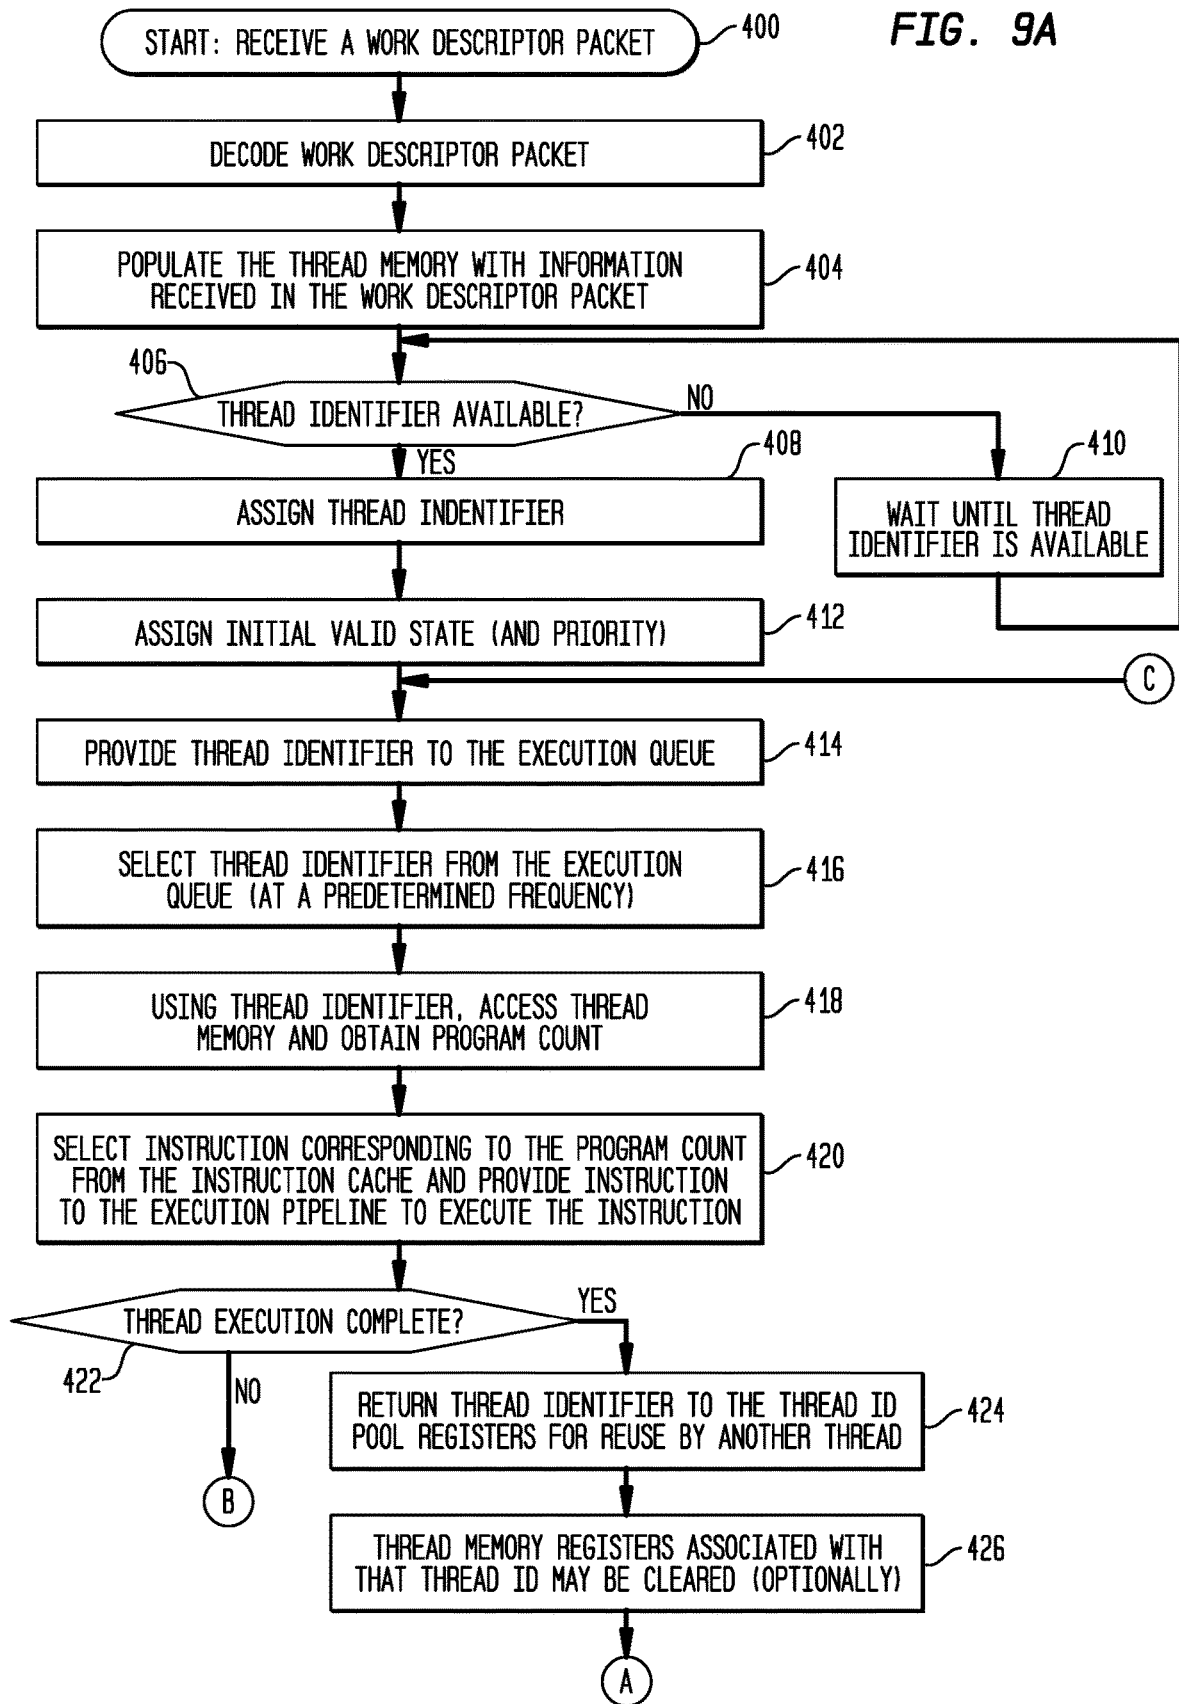 FIG. 9A
START: RECEIVE A WORK DESCRIPTOR PACKET
400
DECODE WORK DESCRIPTOR PACKET
402
POPULATE THE THREAD MEMORY WITH INFORMATION
RECEIVED IN THE WORK DESCRIPTOR PACKET
404
406
THREAD IDENTIFIER AVAILABLE?
NO
YES
408
ASSIGN THREAD INDENTIFIER
410
WAIT UNTIL THREAD
IDENTIFIER IS AVAILABLE
ASSIGN INITIAL VALID STATE (AND PRIORITY)
412
C
PROVIDE THREAD IDENTIFIER TO THE EXECUTION QUEUE
414
SELECT THREAD IDENTIFIER FROM THE EXECUTION
QUEUE (AT A PREDETERMINED FREQUENCY)
416
USING THREAD IDENTIFIER, ACCESS THREAD
MEMORY AND OBTAIN PROGRAM COUNT
418
SELECT INSTRUCTION CORRESPONDING TO THE PROGRAM COUNT
FROM THE INSTRUCTION CACHE AND PROVIDE INSTRUCTION
TO THE EXECUTION PIPELINE TO EXECUTE THE INSTRUCTION
420
THREAD EXECUTION COMPLETE?
YES
422
NO
B
RETURN THREAD IDENTIFIER TO THE THREAD ID
POOL REGISTERS FOR REUSE BY ANOTHER THREAD
424
THREAD MEMORY REGISTERS ASSOCIATED WITH
THAT THREAD ID MAY BE CLEARED (OPTIONALLY)
426
A